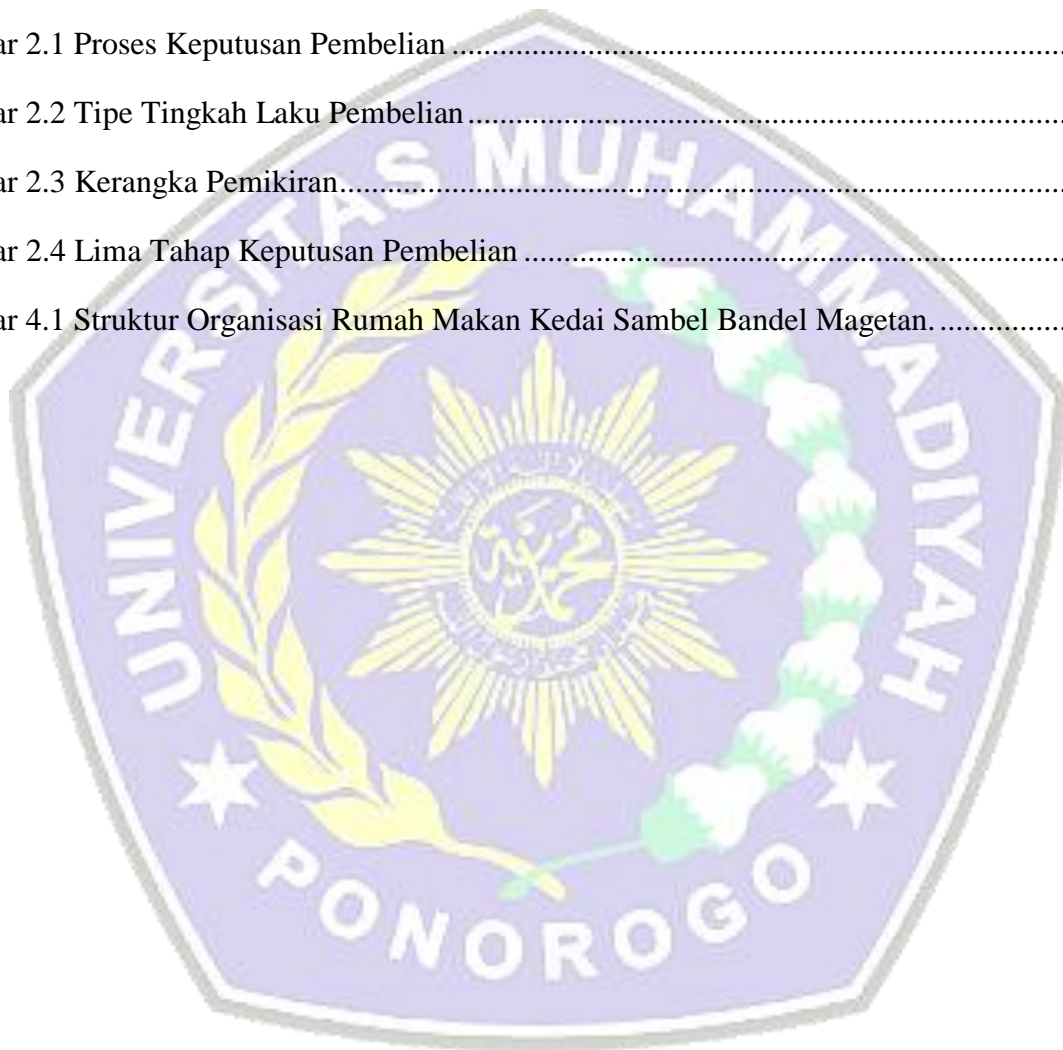 ar 2.1 Proses Keputusan Pembelian ...............................................................................
ar 2.2 Tipe Tingkah Laku Pembelian .............................................................................
ar 2.3 Kerangka Pemikiran.............................................................................................
ar 2.4 Lima Tahap Keputusan Pembelian ......................................................................
ar 4.1 Struktur Organisasi Rumah Makan Kedai Sambel Bandel Magetan. ................
UNIVERSITAS MUHAMMADIYAH
PONOROGO
محمدية